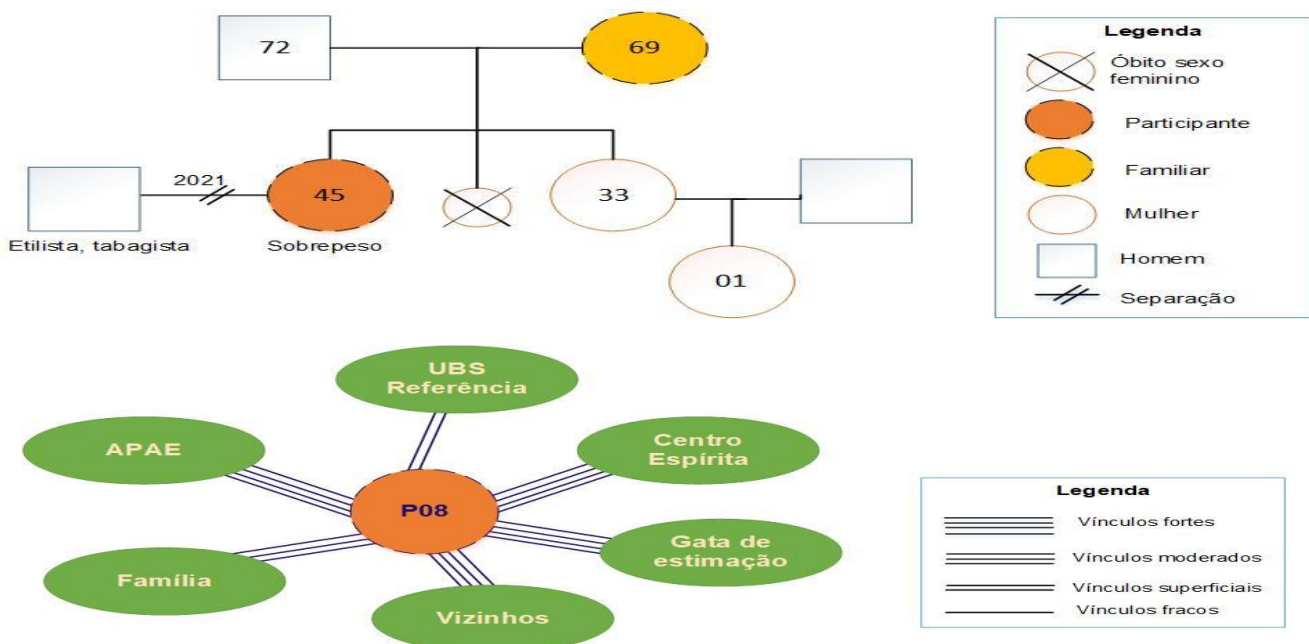 72
69
2021
45
33
Etilista, tabagista
Sobrepeso
01
Legenda
Óbito sexo
feminino
Participante
Familiar
Mulher
Homem
Separação
UBS
Referência
APAE
Centro
Espírita
P08
Família
Gata de
estimação
Vizinhos
Legenda
Vínculos fortes
Vínculos moderados
Vínculos superficiais
Vínculos fracos